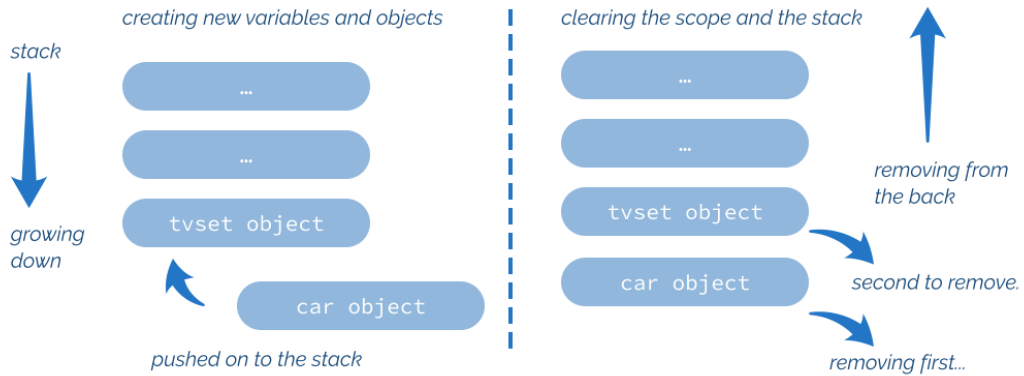 creating new variables and objects
stack
...
...
tvset object
growing
down
car object
pushed on to the stack
clearing the scope and the stack
...
...
removing from
the back
tvset object
car object
second to remove.
removing first...